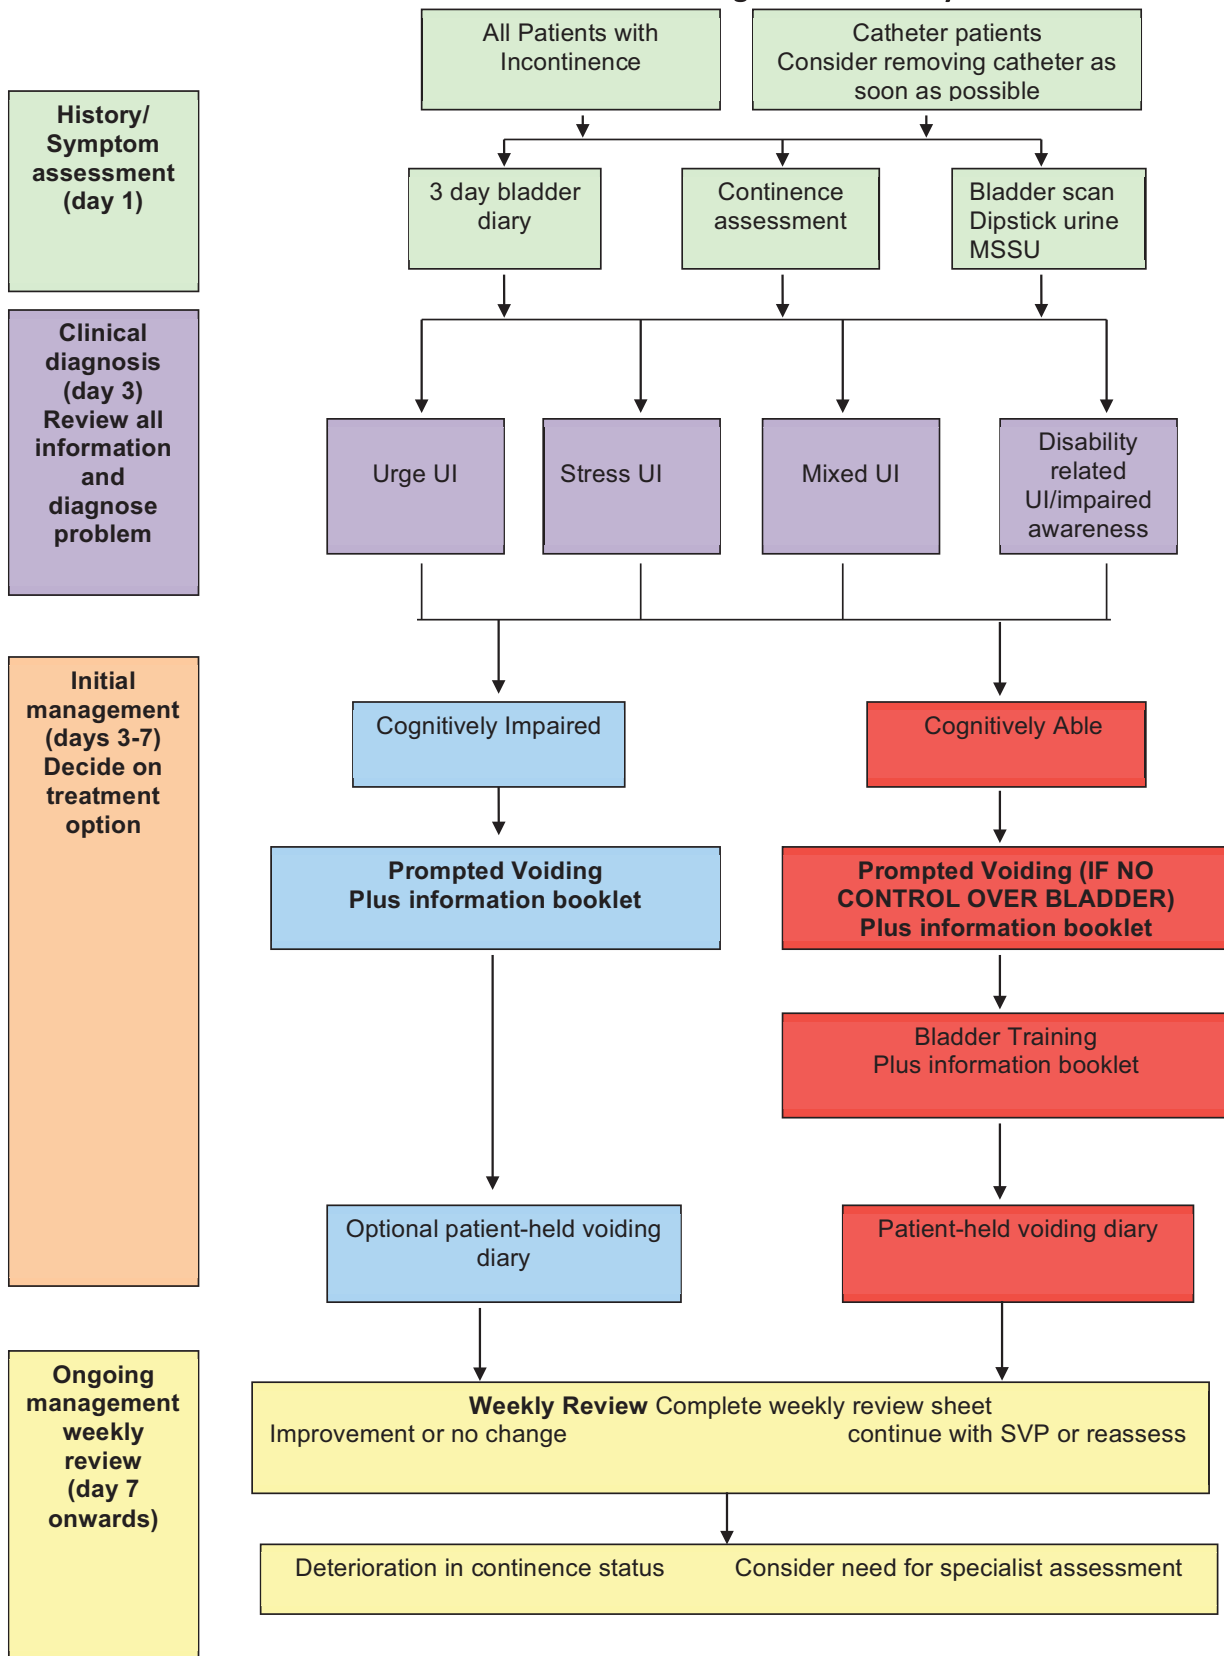 All Patients with
Incontinence
Catheter patients
Consider removing catheter as
soon as possible
History/
Symptom
assessment
(day 1)
3 day bladder
diary
Continence
assessment
Bladder scan
Dipstick urine
MSSU
Clinical
diagnosis
(day 3)
Review all
information
and
diagnose
problem
Urge UI
Stress UI
Mixed UI
Disability
related
UI/impaired
awareness
Initial
management
(days 3-7)
Decide on
treatment
option
Cognitively Impaired
Cognitively Able
Prompted Voiding
Plus information booklet
Prompted Voiding (IF NO
CONTROL OVER BLADDER)
Plus information booklet
Bladder Training
Plus information booklet
Optional patient-held voiding
diary
Patient-held voiding diary
Ongoing
management
weekly
review
(day 7
onwards)
Weekly Review Complete weekly review sheet
Improvement or no change continue with SVP or reassess
Deterioration in continence status Consider need for specialist assessment